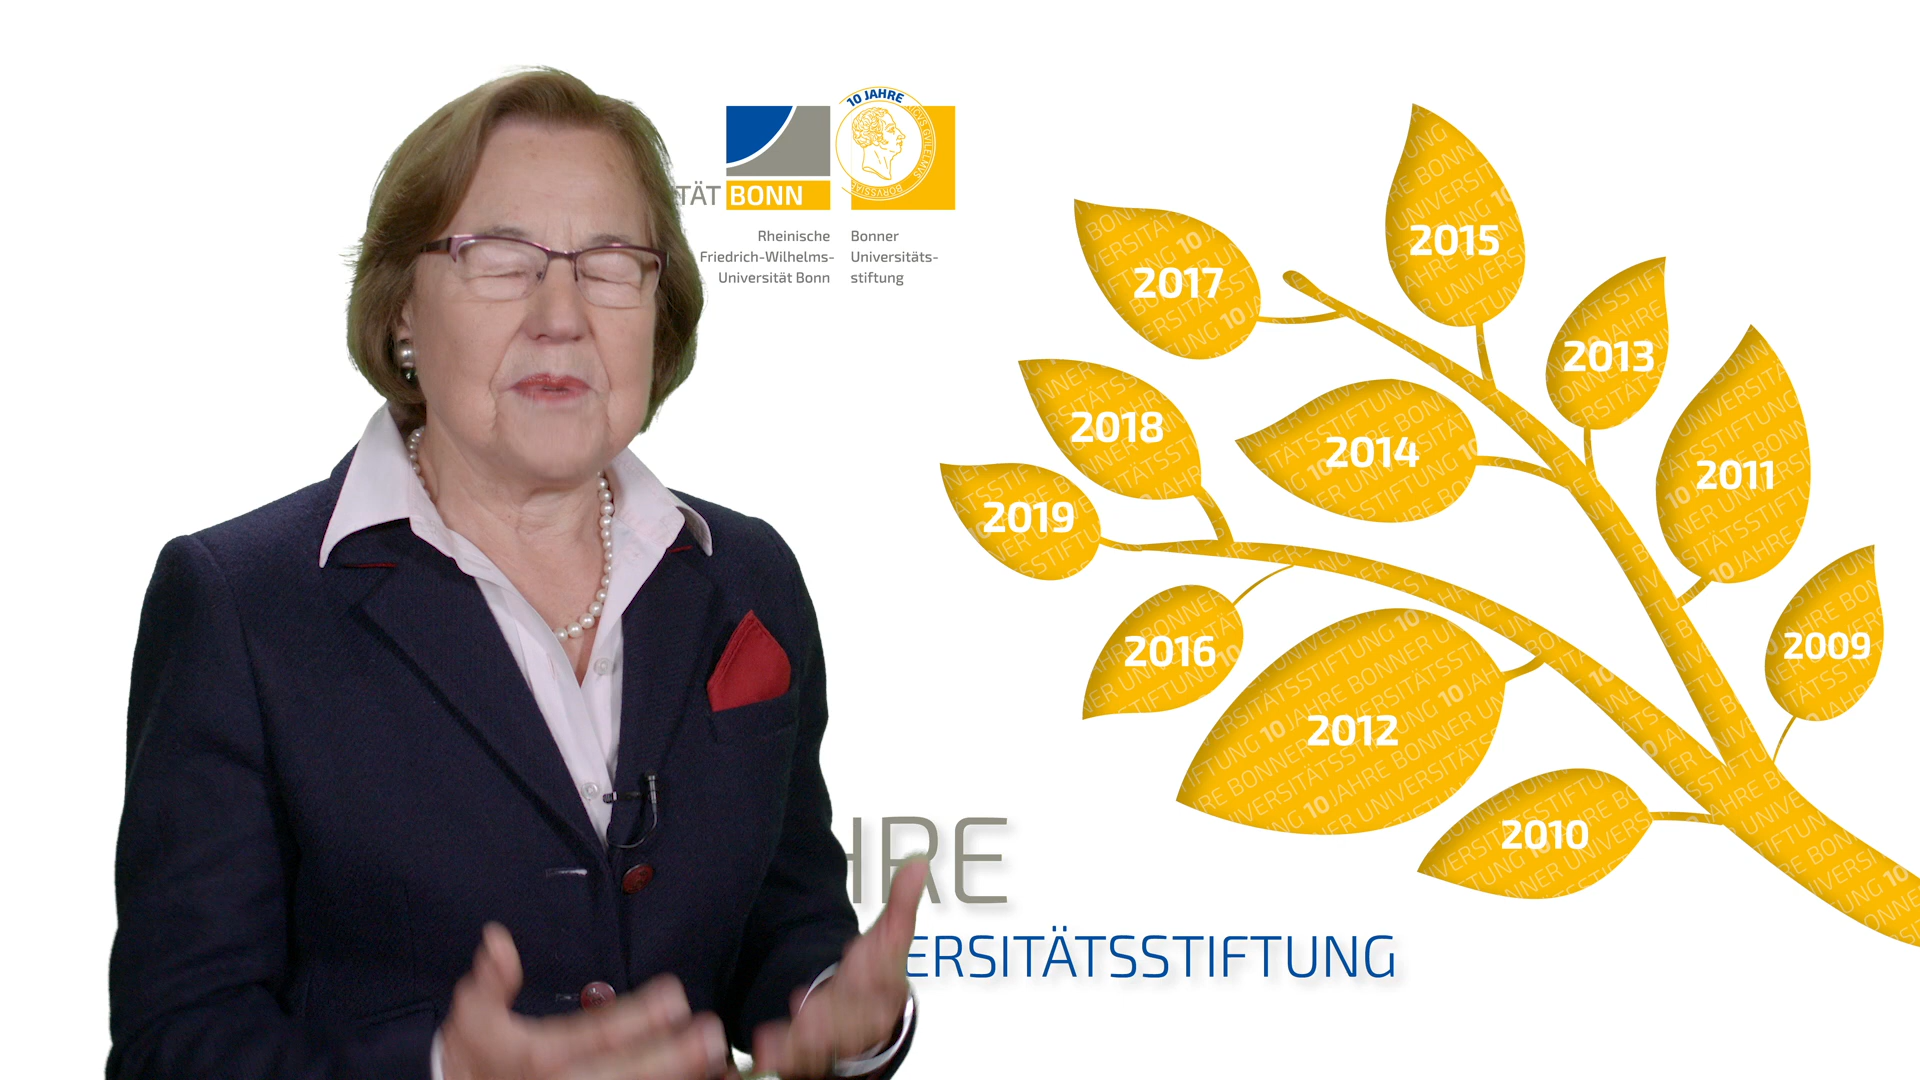 10 JAHRE
TÄT BONN
Rheinische
Friedrich-Wilhelms-
Universität Bonn
Bonner
Universitäts-
stiftung
2015
2017
2013
2018
2014
2011
2019
2009
2016
2012
2010
HRE
ERSITÄTSSTIFTUNG